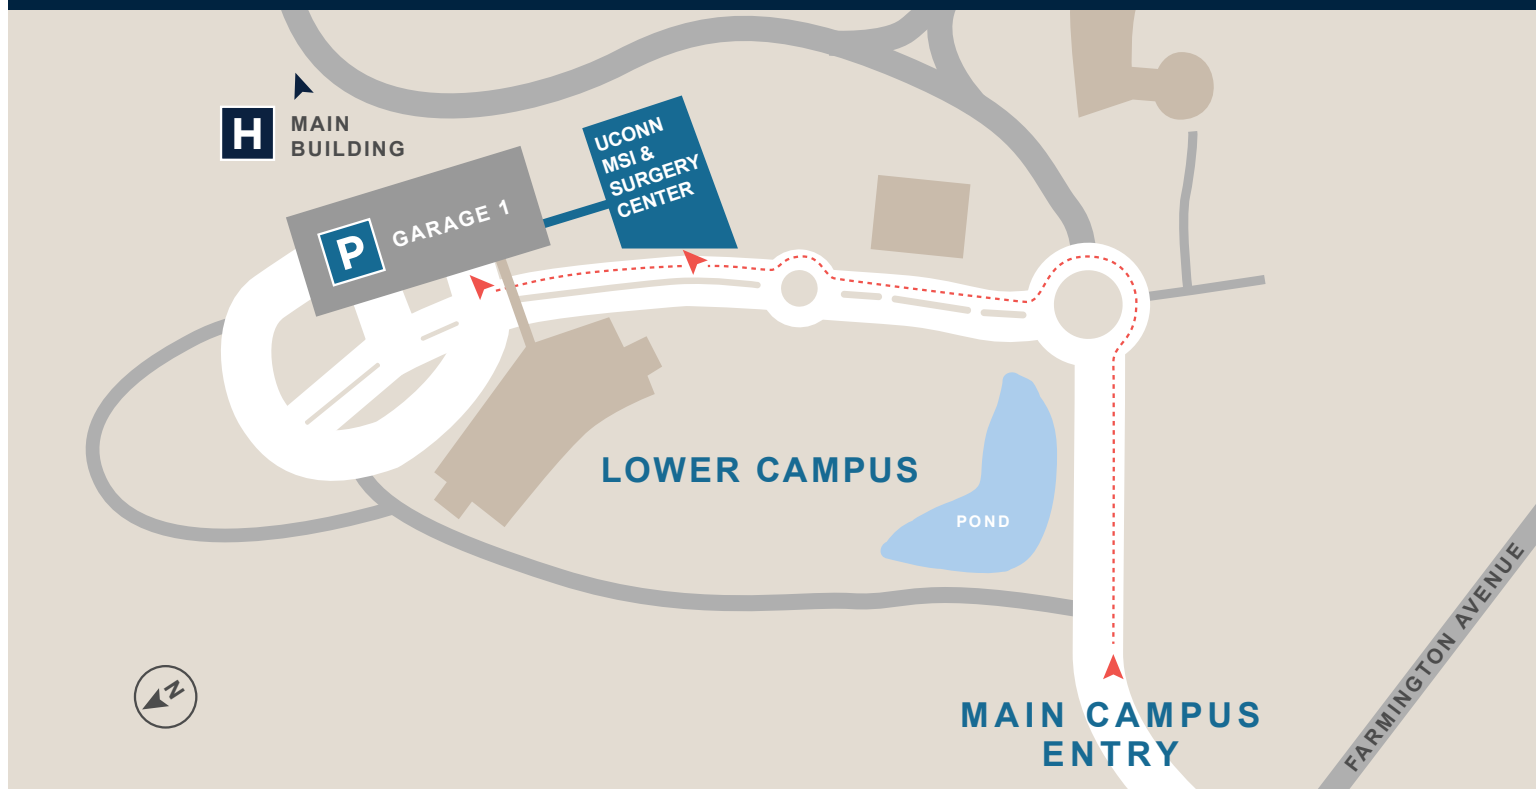 H
MAIN
BUILDING
UCONN
MSI &
SURGERY
CENTER
P
GARAGE 1
LOWER CAMPUS
POND
FARMINGTON AVENUE
N
MAIN CAMPUS
ENTRY